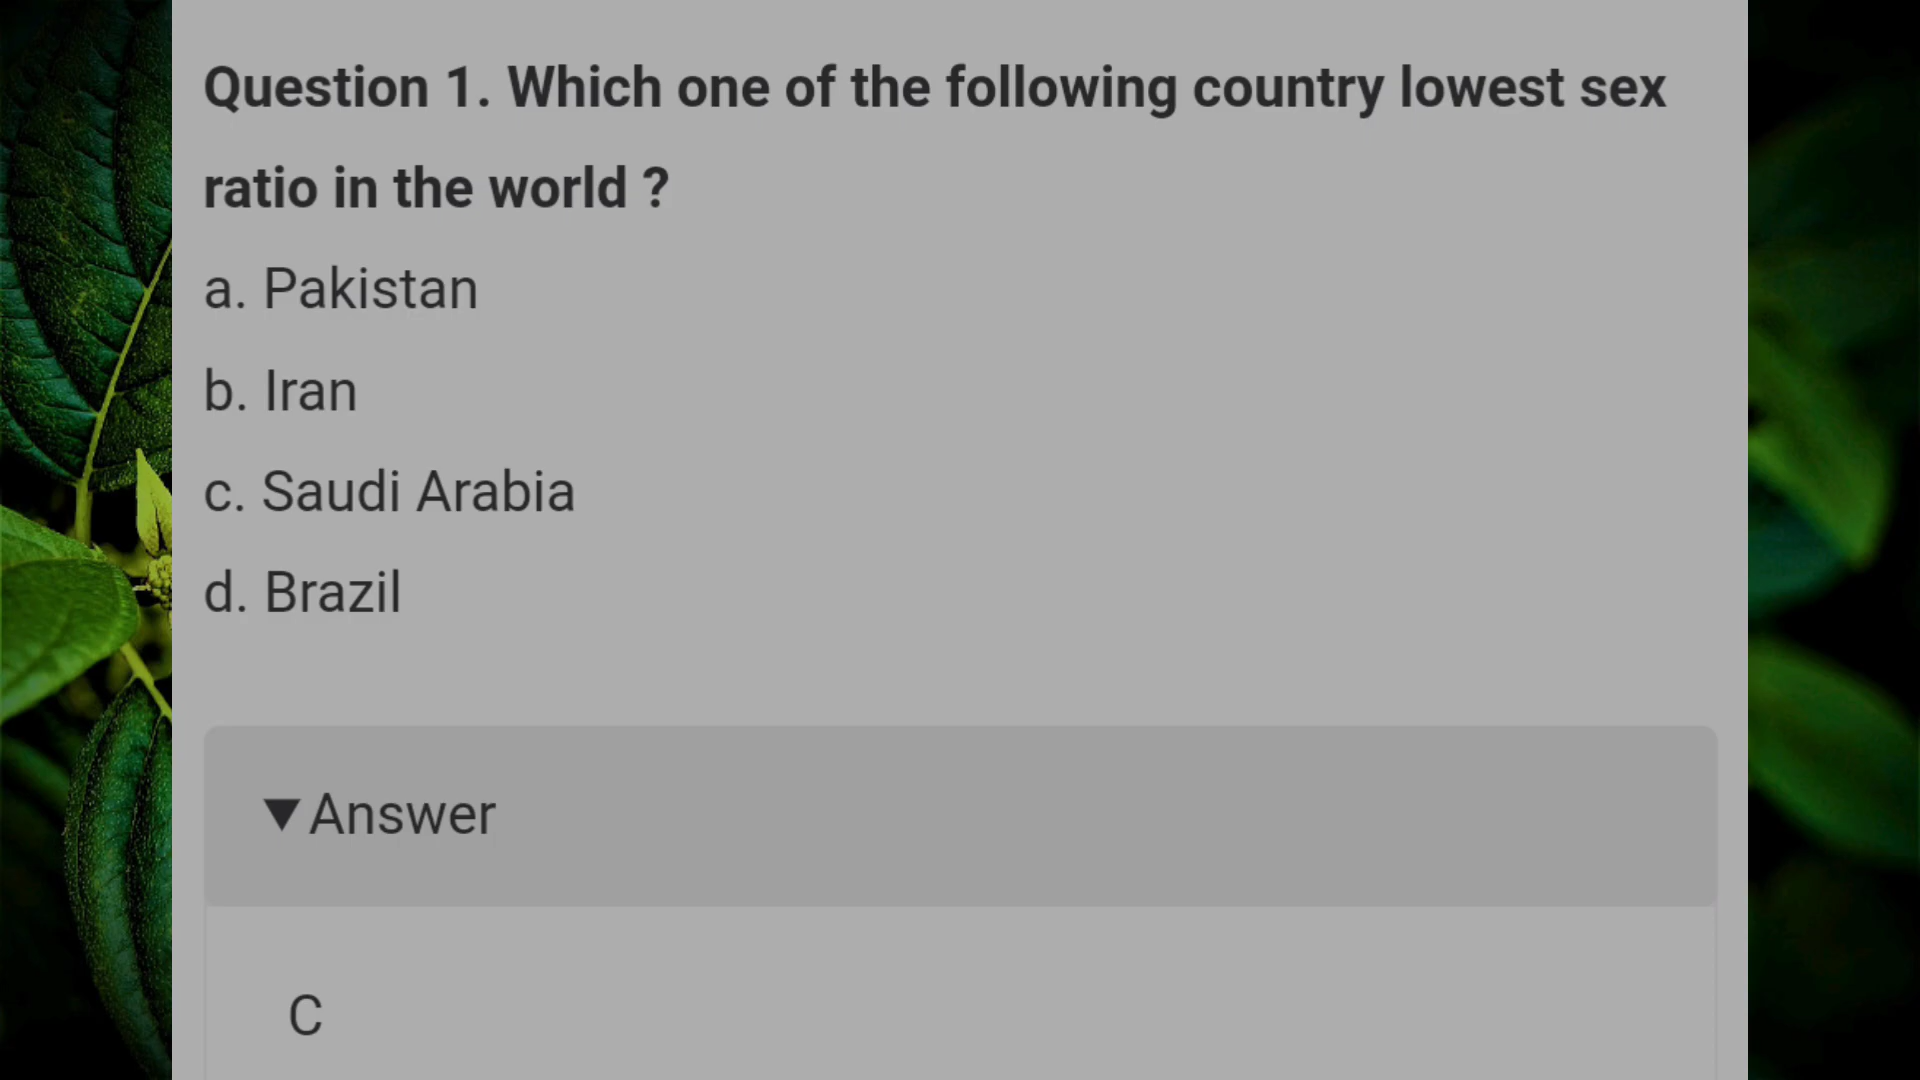 Question 1. Which one of the following country lowest sex
ratio in the world ?
a. Pakistan
b. Iran
c. Saudi Arabia
d. Brazil
▼Answer
C